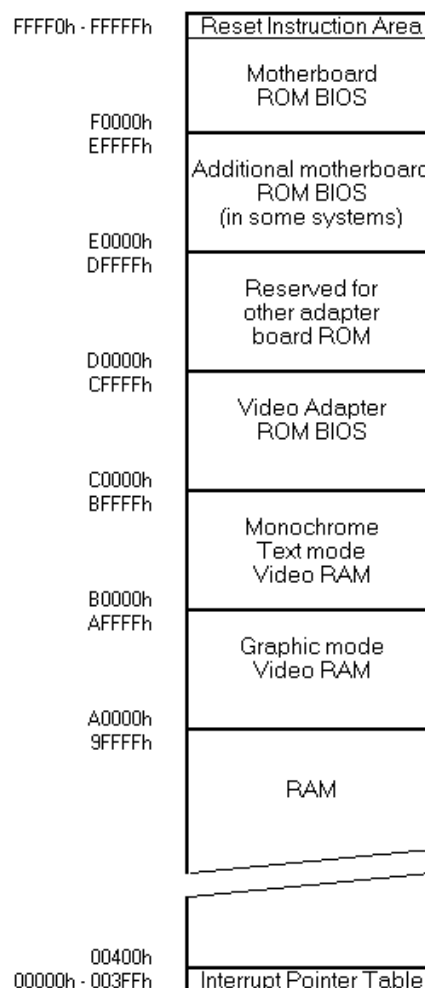 FFFF0h - FFFFFh
Reset Instruction Area
Motherboard
ROM BIOS
F0000h
EFFFFh
Additional motherboard
ROM BIOS
(in some systems)
E0000h
DFFFFh
Reserved for
other adapter
board ROM
D0000h
CFFFFh
Video Adapter
ROM BIOS
C0000h
BFFFFh
Monochrome
Text mode
Video RAM
B0000h
AFFFFh
Graphic mode
Video RAM
A0000h
9FFFFh
RAM
00400h
00000h - 003FFh
Interrupt Pointer Table